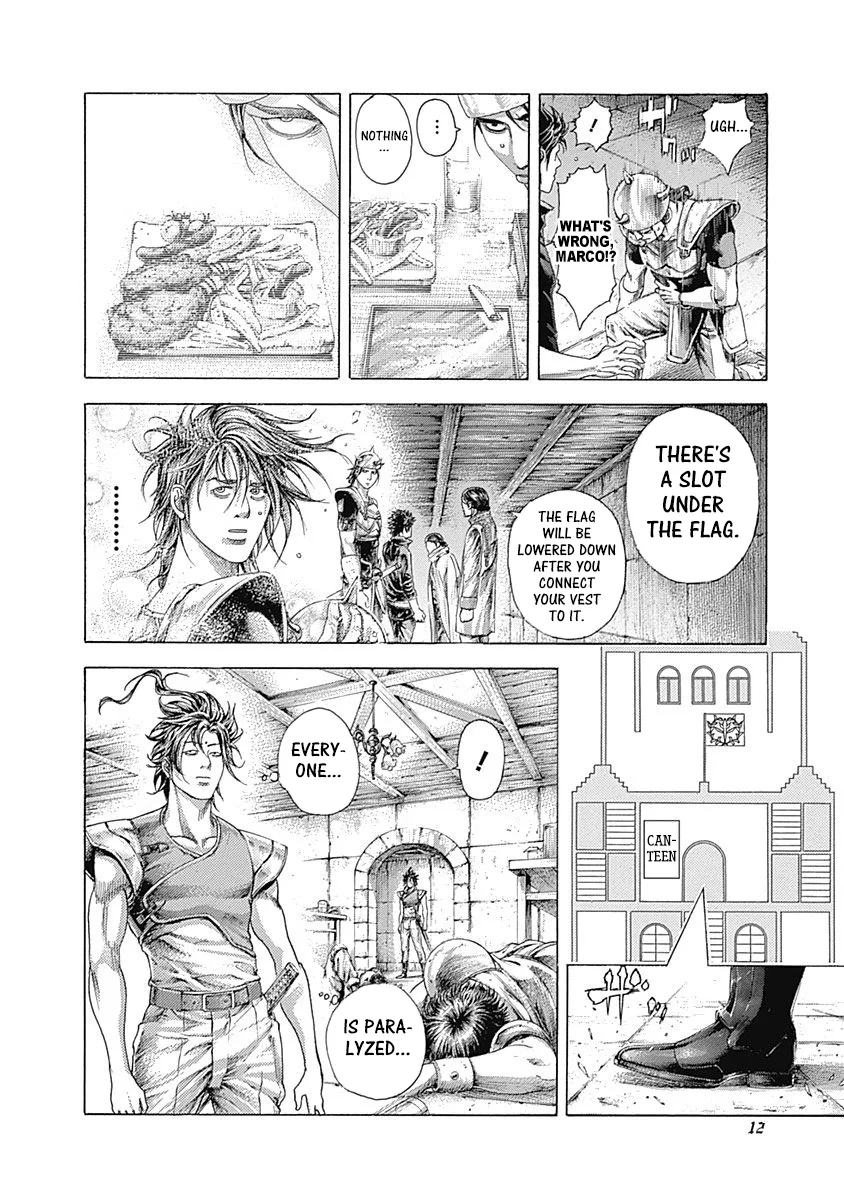 UGH...
!
WHAT'S
WRONG,
MARCO!?
...
NOTHING
...
THERE'S
A SLOT
UNDER
THE FLAG.
THE FLAG
WILL BE
LOWERED DOWN
AFTER YOU
CONNECT
YOUR VEST
TO IT.
........
CAN-
TEEN
!
EVERY-
ONE...
IS PARA-
LYZED...
12